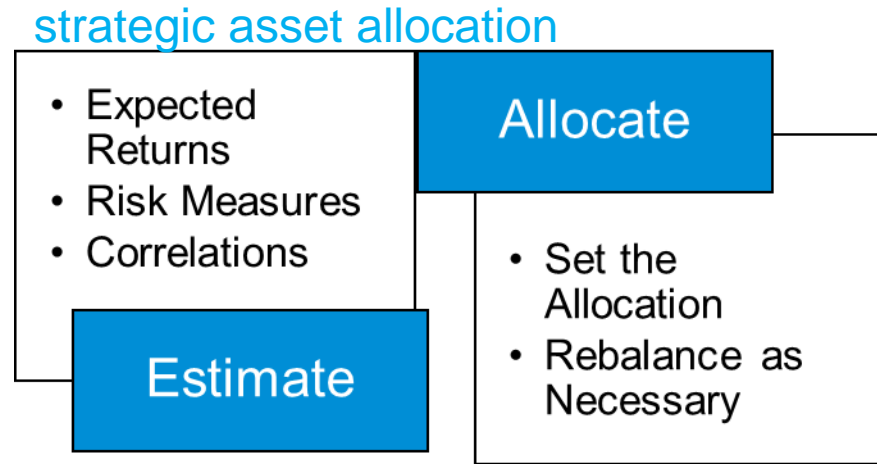 strategic asset allocation
• Expected
Returns
• Risk Measures
• Correlations
Estimate
Allocate
• Set the
Allocation
• Rebalance as
Necessary